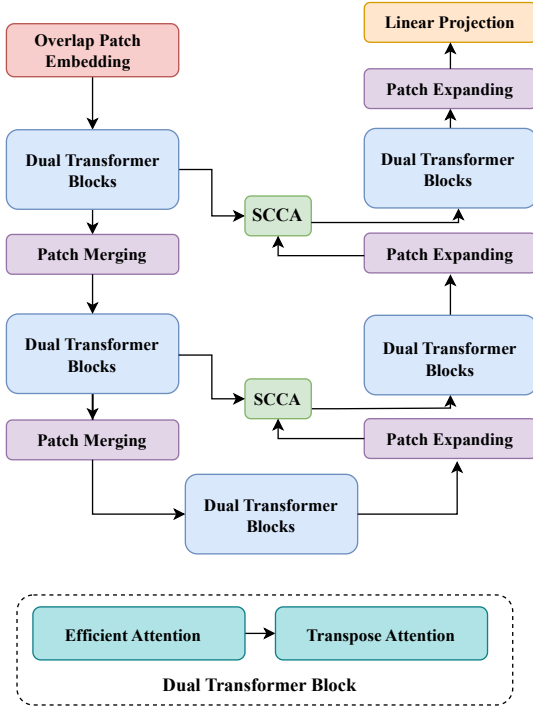 Overlap Patch
Embedding
Linear Projection
Patch Expanding
Dual Transformer
Blocks
Dual Transformer
Blocks
SCCA
Patch Merging
Patch Expanding
Dual Transformer
Blocks
Dual Transformer
Blocks
SCCA
Patch Merging
Patch Expanding
Dual Transformer
Blocks
Efficient Attention
Transpose Attention
Dual Transformer Block